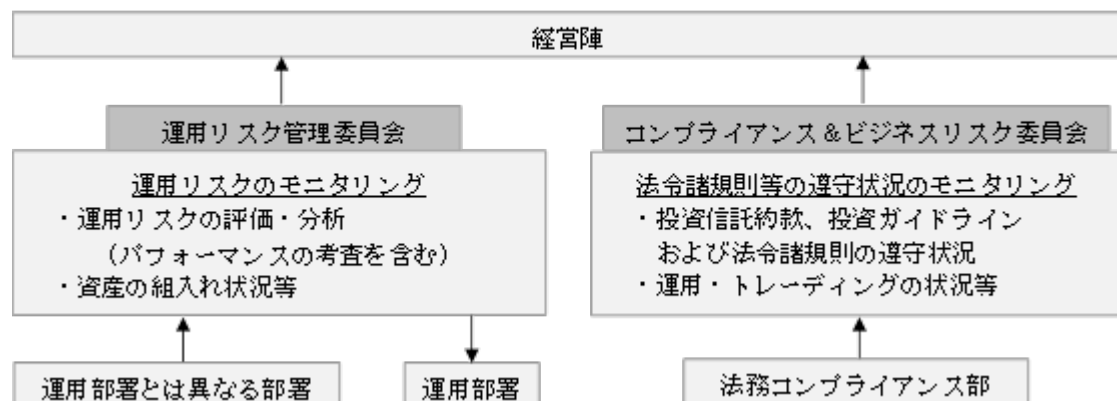 経営陣
運用リスク管理委員会
運用リスクのモニタリング
・運用リスクの評価・分析
（パフォーマンスの考査を含む）
・資産の組入れ状況等
運用部署とは異なる部署
運用部署
コンプライアンス＆ビジネスリスク委員会
法令諸規則等の遵守状況のモニタリング
・投資信託約款、投資ガイドライン
および法令諸規則の遵守状況
・運用・トレーディングの状況等
法務コンプライアンス部